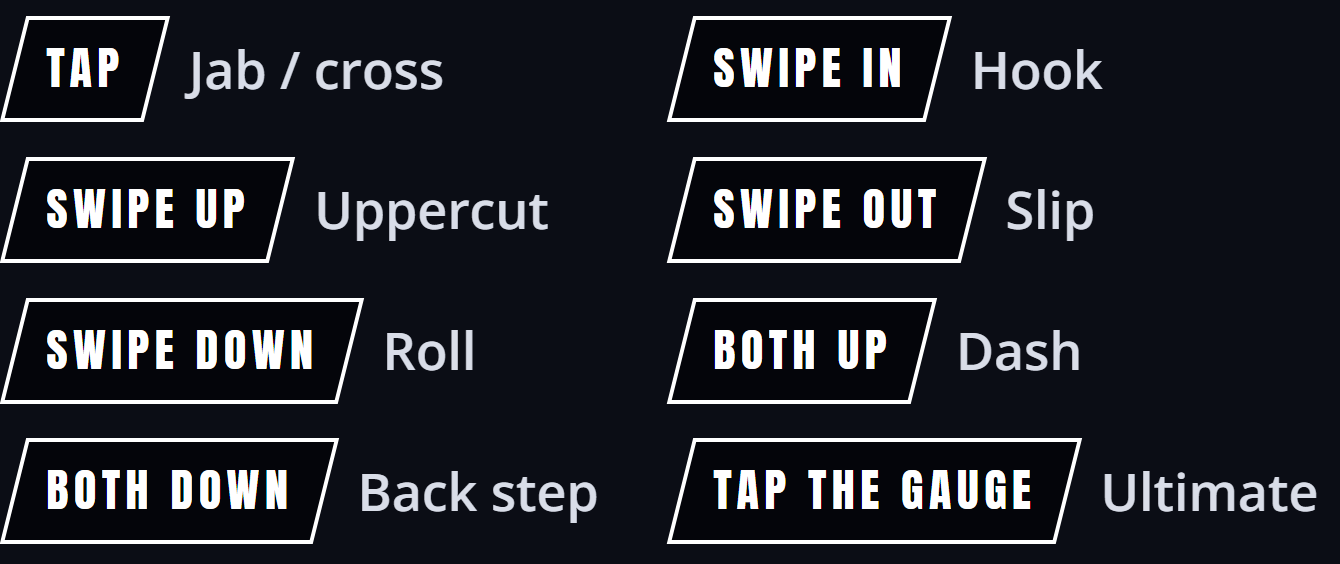 TAP Jab / cross SWIPE IN Hook
SWIPE UP Uppercut SWIPE OUT Slip
SWIPE DOWN Roll BOTH UP Dash
BOTH DOWN Back step TAP THE GAUGE Ultimate